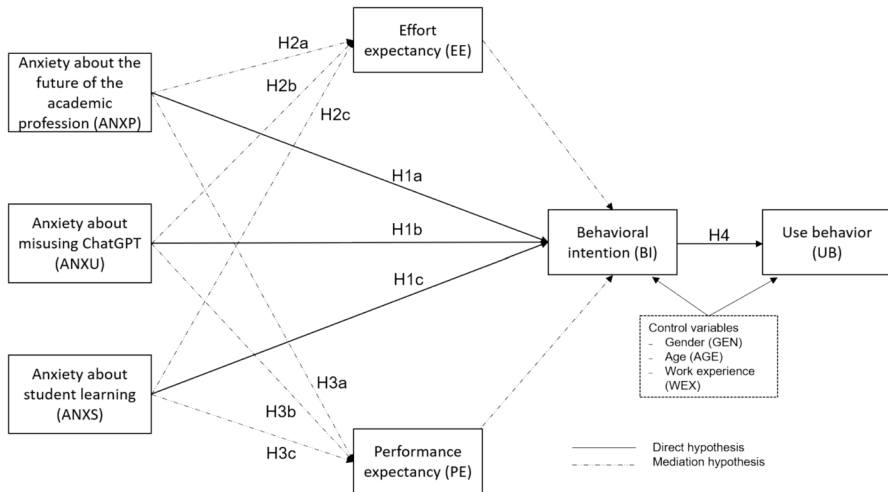 Effort
expectancy (EE)
H2a
Anxiety about
the future of the
academic
profession (ANXP)
H2b
H2c
H1a
Anxiety about
misusing ChatGPT
(ANXU)
H1b
Behavioral
intention (BI)
H4
Use behavior
(UB)
H1c
Control variables
- Gender (GEN)
- Age (AGE)
- Work experience
(WEX)
Anxiety about
student learning
(ANXS)
H3a
H3b
H3c
Performance
expectancy (PE)
Direct hypothesis
Mediation hypothesis